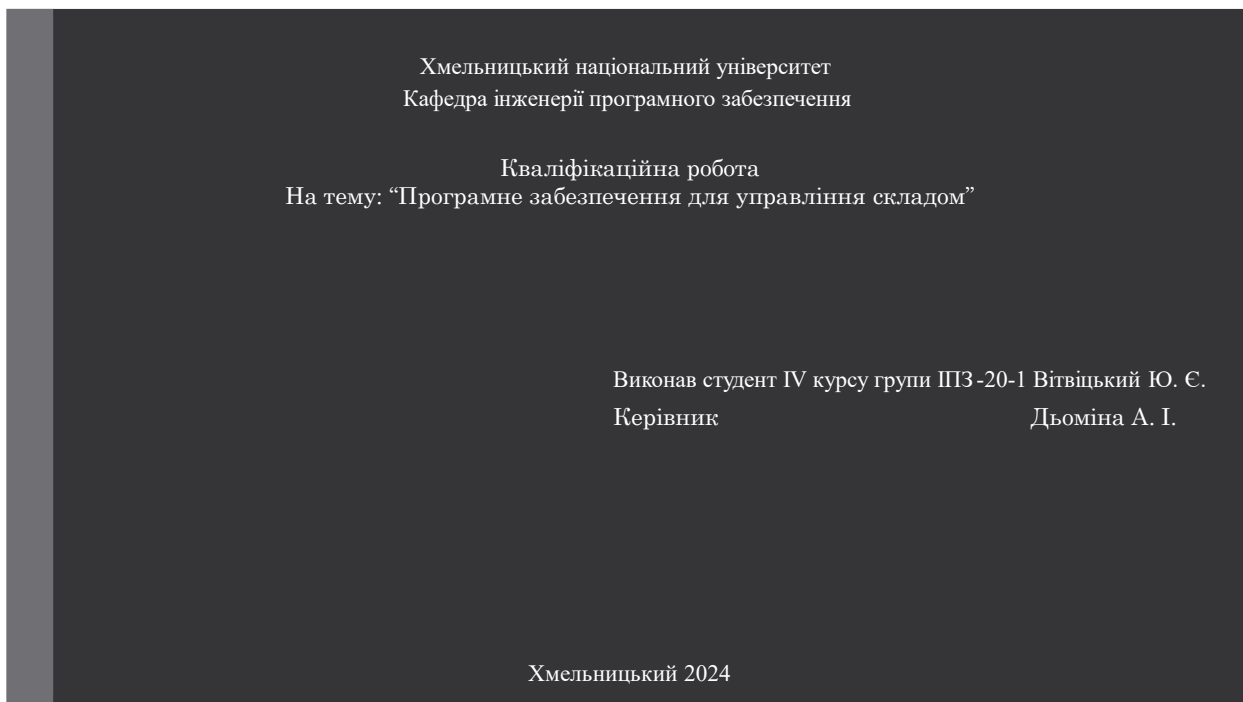 Хмельницький національний університет
Кафедра інженерії програмного забезпечення
Кваліфікаційна робота
На тему: “Програмне забезпечення для управління складом”
Виконав студент IV курсу групи ІПЗ-20-1 Вітвіцький Ю. Є.
Керівник Дьоміна А. І.
Хмельницький 2024